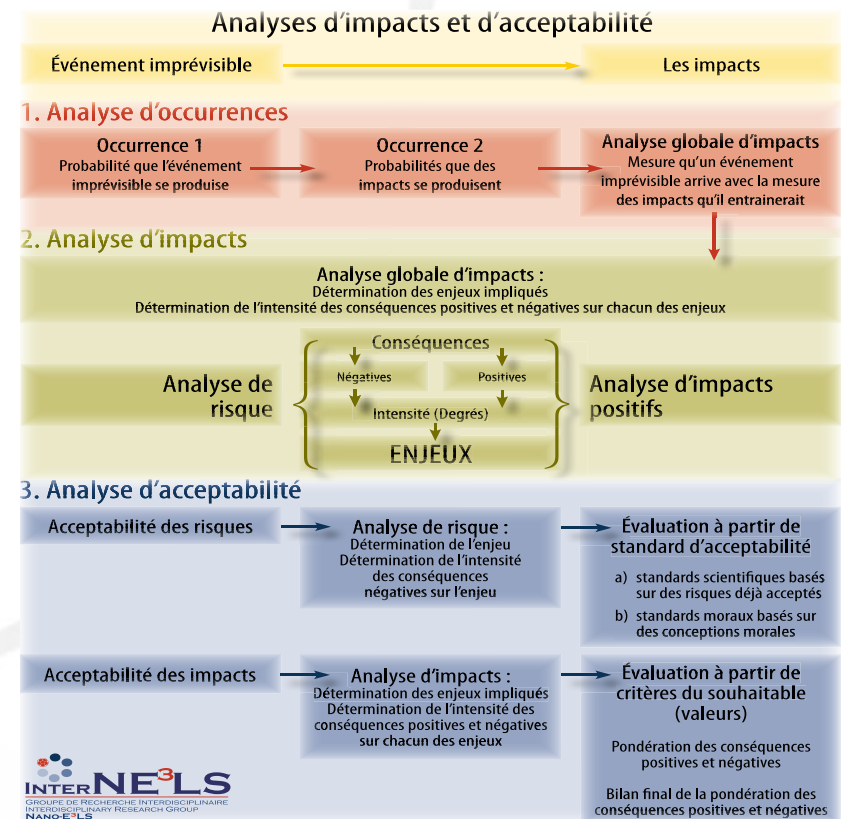 Analyses d'impacts et d'acceptabilité
Événement imprévisible
Les impacts
1. Analyse d'occurrences
Occurrence 1
Probabilité que l'événement
imprévisible se produise
Occurrence 2
Probabilités que des
impacts se produisent
Analyse globale d'impacts
Mesure qu'un événement
imprévisible arrive avec la mesure
des impacts qu'il entrainerait
2. Analyse d'impacts
Analyse globale d'impacts :
Détermination des enjeux impliqués
Détermination de l'intensité des conséquences positives et négatives sur chacun des enjeux
Analyse de
risque
Conséquences
Négatives
Positives
Intensité (Degrés)
ENJEUX
Analyse d'impacts
positifs
3. Analyse d'acceptabilité
Acceptabilité des risques
Analyse de risque :
Détermination de l'enjeu
Détermination de l'intensité
des conséquences
négatives sur l'enjeu
Évaluation à partir de
standard d'acceptabilité
a) standards scientifiques basés
sur des risques déjà acceptés
b) standards moraux basés sur
des conceptions morales
Acceptabilité des impacts
Analyse d'impacts :
Détermination des enjeux impliqués
Détermination de l'intensité des
conséquences positives et négatives
sur chacun des enjeux
Évaluation à partir de
critères du souhaitable
(valeurs)
Pondération des conséquences
positives et négatives
Bilan final de la pondération des
conséquences positives et négatives
INTERNE³LS
GROUPE DE RECHERCHE INTERDISCIPLINAIRE
INTERDISCIPLINARY RESEARCH GROUP
NANO-E³LS